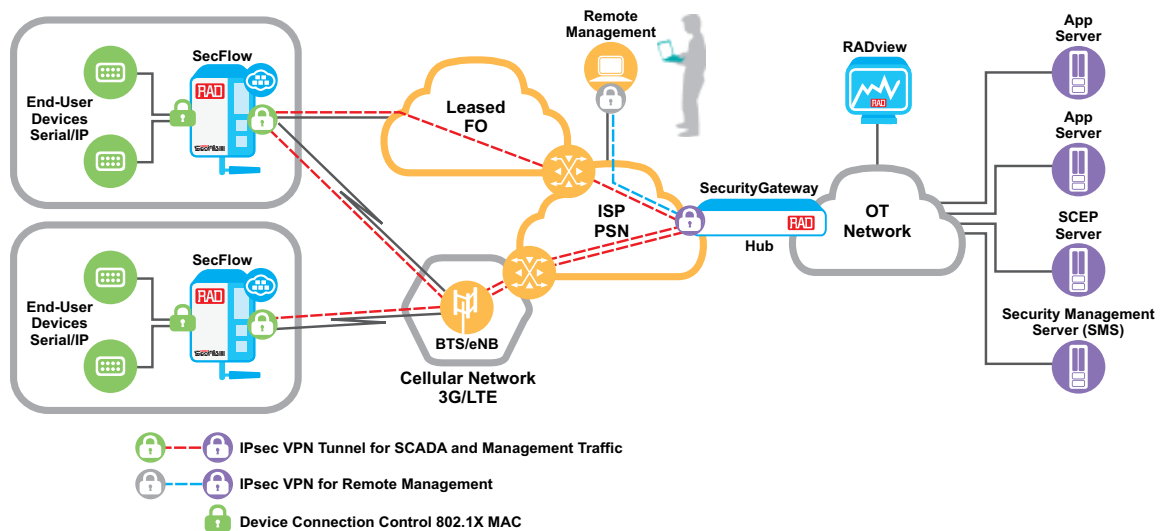 SecFlow
RAD
SecFlow
End-User
Devices
Serial/IP
Leased
FO
Remote
Management
ISP
PSN
SecurityGateway
RAD
Hub
RADview
RAD
OT
Network
App
Server
App
Server
SCEP
Server
Security Management
Server (SMS)
SecFlow
RAD
SecFlow
End-User
Devices
Serial/IP
BTS/eNB
Cellular Network
3G/LTE
IPsec VPN Tunnel for SCADA and Management Traffic
IPsec VPN for Remote Management
Device Connection Control 802.1X MAC